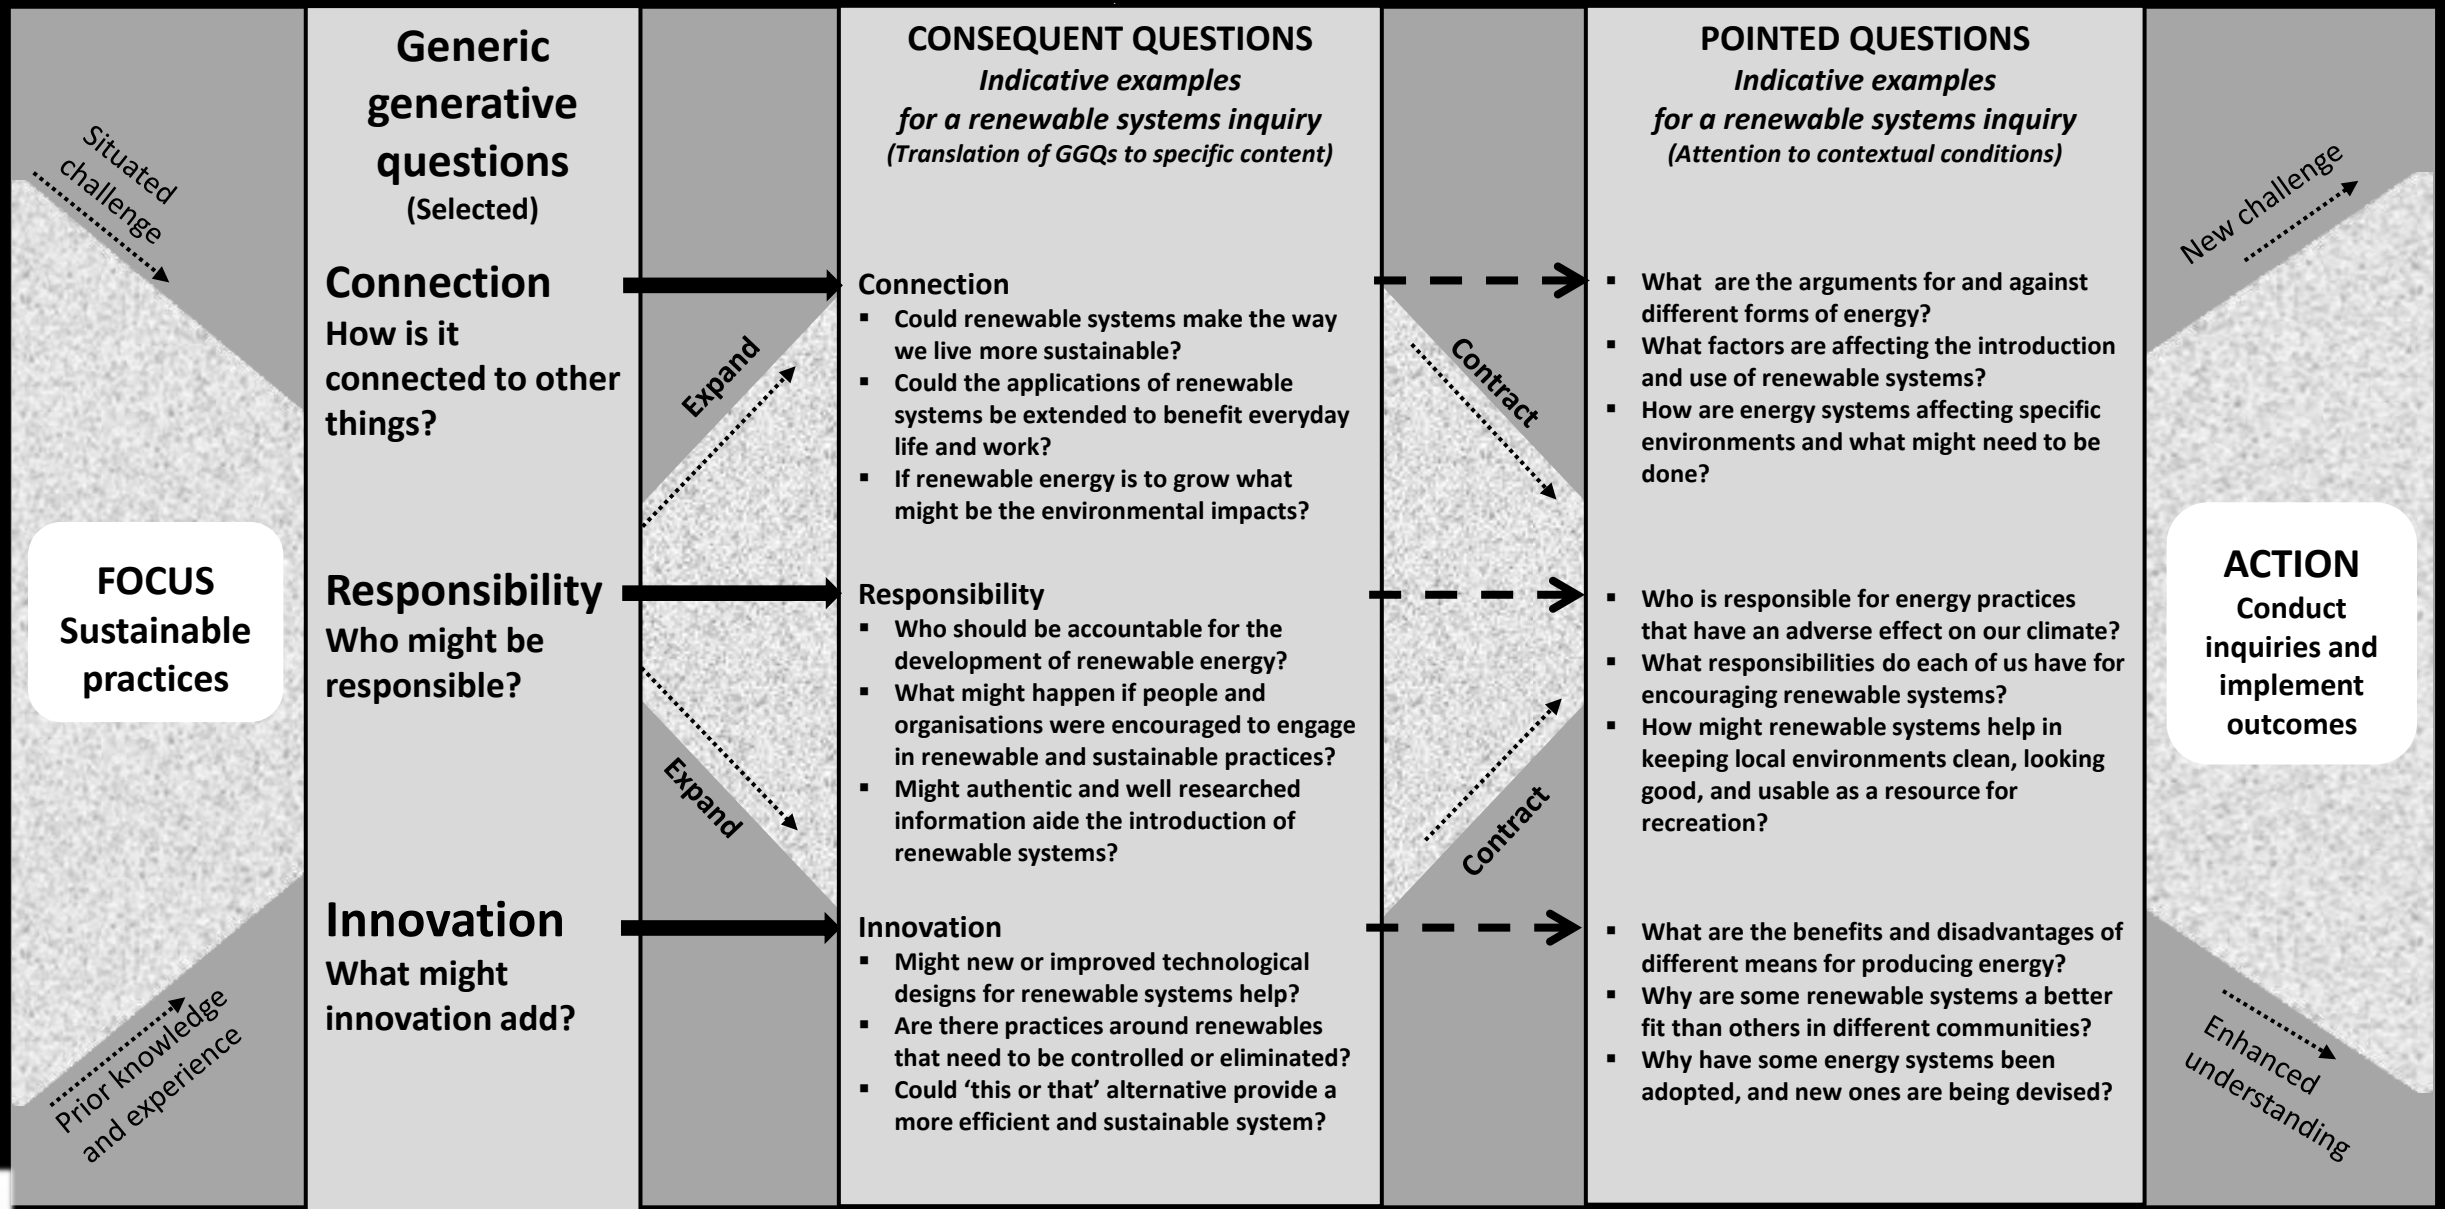 Situated
challenge
FOCUS
Sustainable
practices
Prior knowledge
and experience
Generic
generative
questions
(Selected)
Connection
How is it
connected to other
things?
Responsibility
Who might be
responsible?
Innovation
What might
innovation add?
Expand
Expand
CONSEQUENT QUESTIONS
Indicative examples
for a renewable systems inquiry
(Translation of GGQs to specific content)
Connection
▪ Could renewable systems make the way
we live more sustainable?
▪ Could the applications of renewable
systems be extended to benefit everyday
life and work?
▪ If renewable energy is to grow what
might be the environmental impacts?
Responsibility
▪ Who should be accountable for the
development of renewable energy?
▪ What might happen if people and
organisations were encouraged to engage
in renewable and sustainable practices?
▪ Might authentic and well researched
information aide the introduction of
renewable systems?
Innovation
▪ Might new or improved technological
designs for renewable systems help?
▪ Are there practices around renewables
that need to be controlled or eliminated?
▪ Could ‘this or that’ alternative provide a
more efficient and sustainable system?
Contract
Contract
POINTED QUESTIONS
Indicative examples
for a renewable systems inquiry
(Attention to contextual conditions)
▪ What are the arguments for and against
different forms of energy?
▪ What factors are affecting the introduction
and use of renewable systems?
▪ How are energy systems affecting specific
environments and what might need to be
done?
▪ Who is responsible for energy practices
that have an adverse effect on our climate?
▪ What responsibilities do each of us have for
encouraging renewable systems?
▪ How might renewable systems help in
keeping local environments clean, looking
good, and usable as a resource for
recreation?
▪ What are the benefits and disadvantages of
different means for producing energy?
▪ Why are some renewable systems a better
fit than others in different communities?
▪ Why have some energy systems been
adopted, and new ones are being devised?
New challenge
ACTION
Conduct
inquiries and
implement
outcomes
Enhanced
understanding